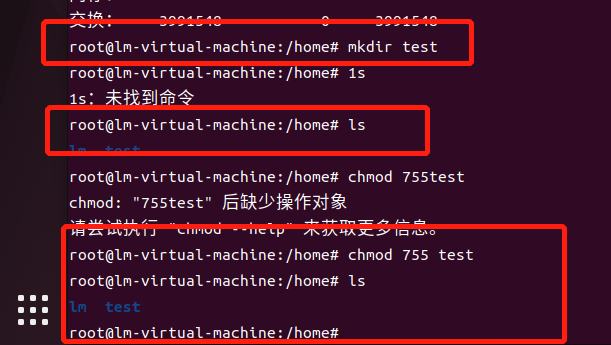 交换： 3991548 0 3991548
root@lm-virtual-machine:/home# mkdir test
root@lm-virtual-machine:/home# 1s
1s：未找到命令
root@lm-virtual-machine:/home# ls
lm test
root@lm-virtual-machine:/home# chmod 755test
chmod: "755test" 后缺少操作对象
请尝试执行 "chmod --help" 来获取更多信息。
root@lm-virtual-machine:/home# chmod 755 test
root@lm-virtual-machine:/home# ls
lm test
root@lm-virtual-machine:/home#